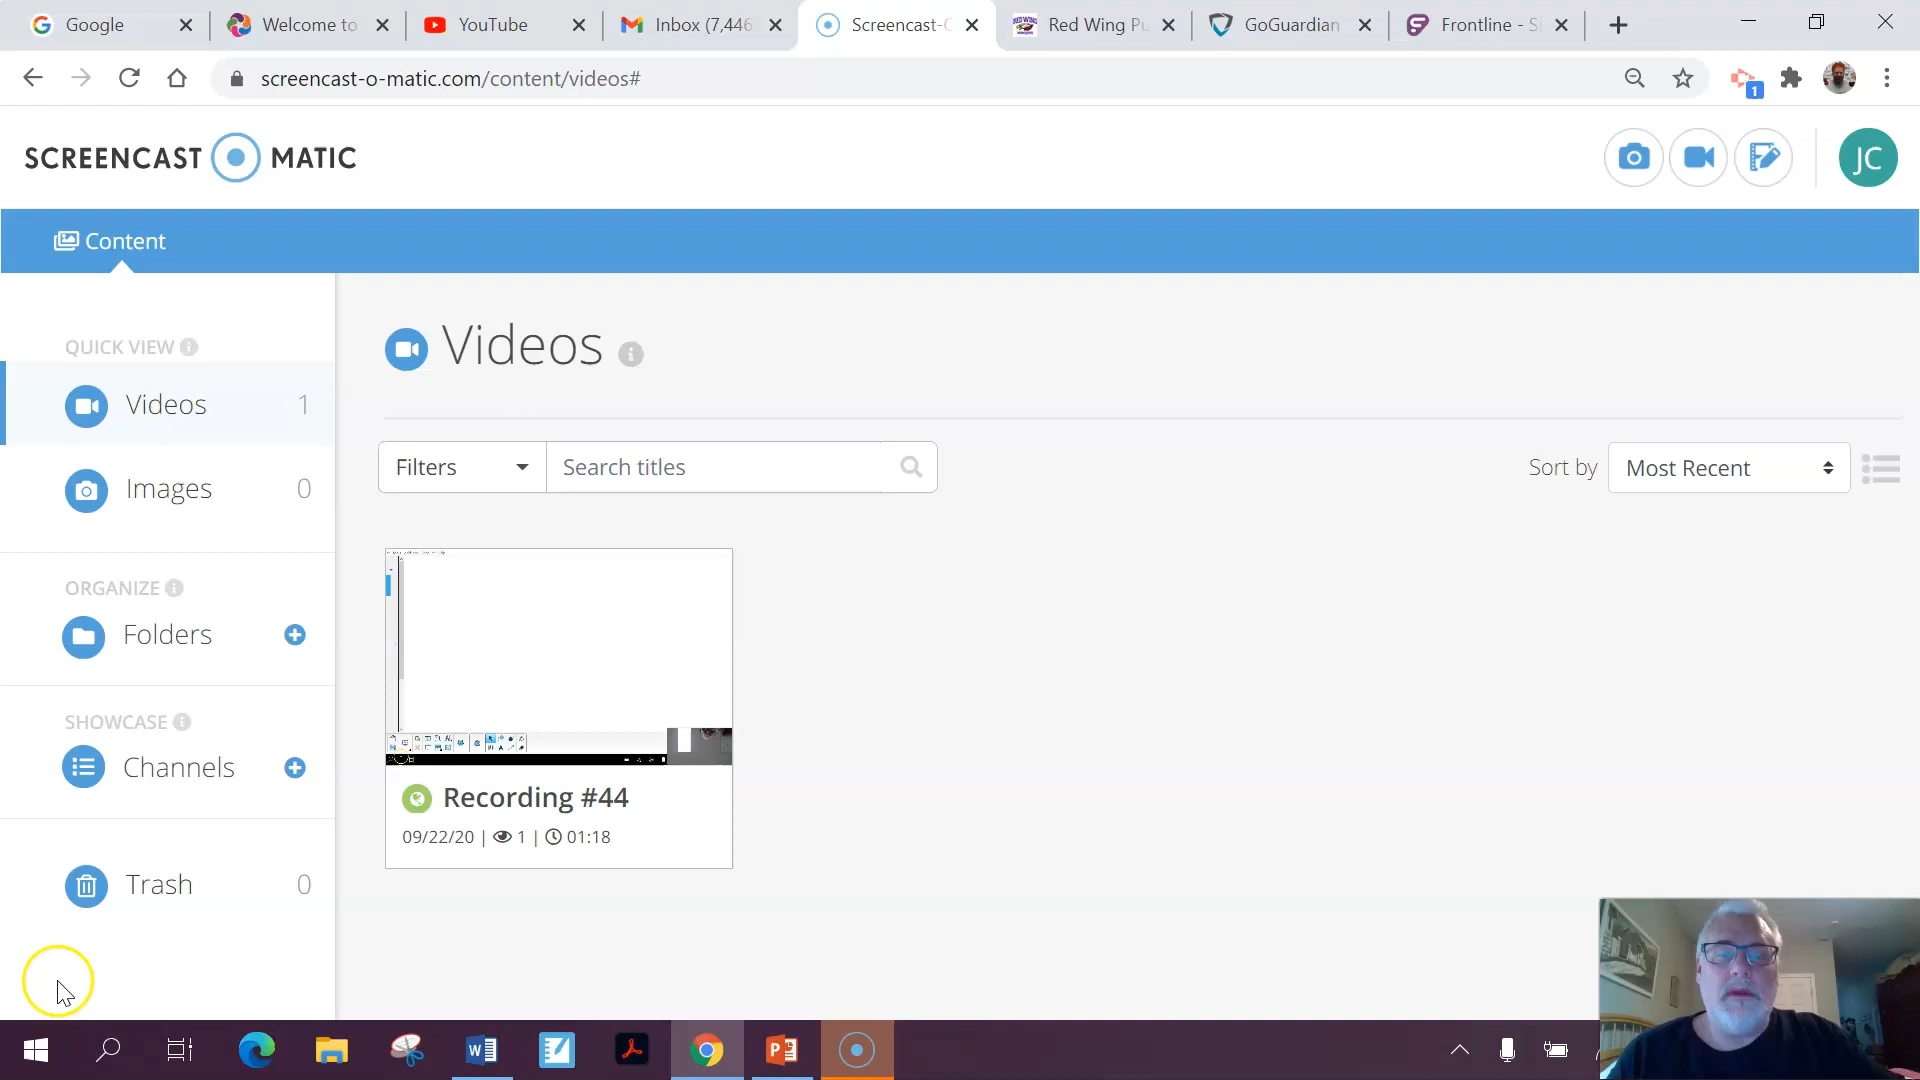 Google
Welcome to
YouTube
Inbox (7,446
Screencast-O
Red Wing Pu
GoGuardian
Frontline - S
screencast-o-matic.com/content/videos#
1
SCREENCAST MATIC
JC
Content
QUICK VIEW
Videos 1
Images 0
ORGANIZE
Folders
SHOWCASE
Channels
Trash 0
Videos
Filters
Search titles
Sort by
Most Recent
Recording #44
09/22/20 | 1 | 01:18